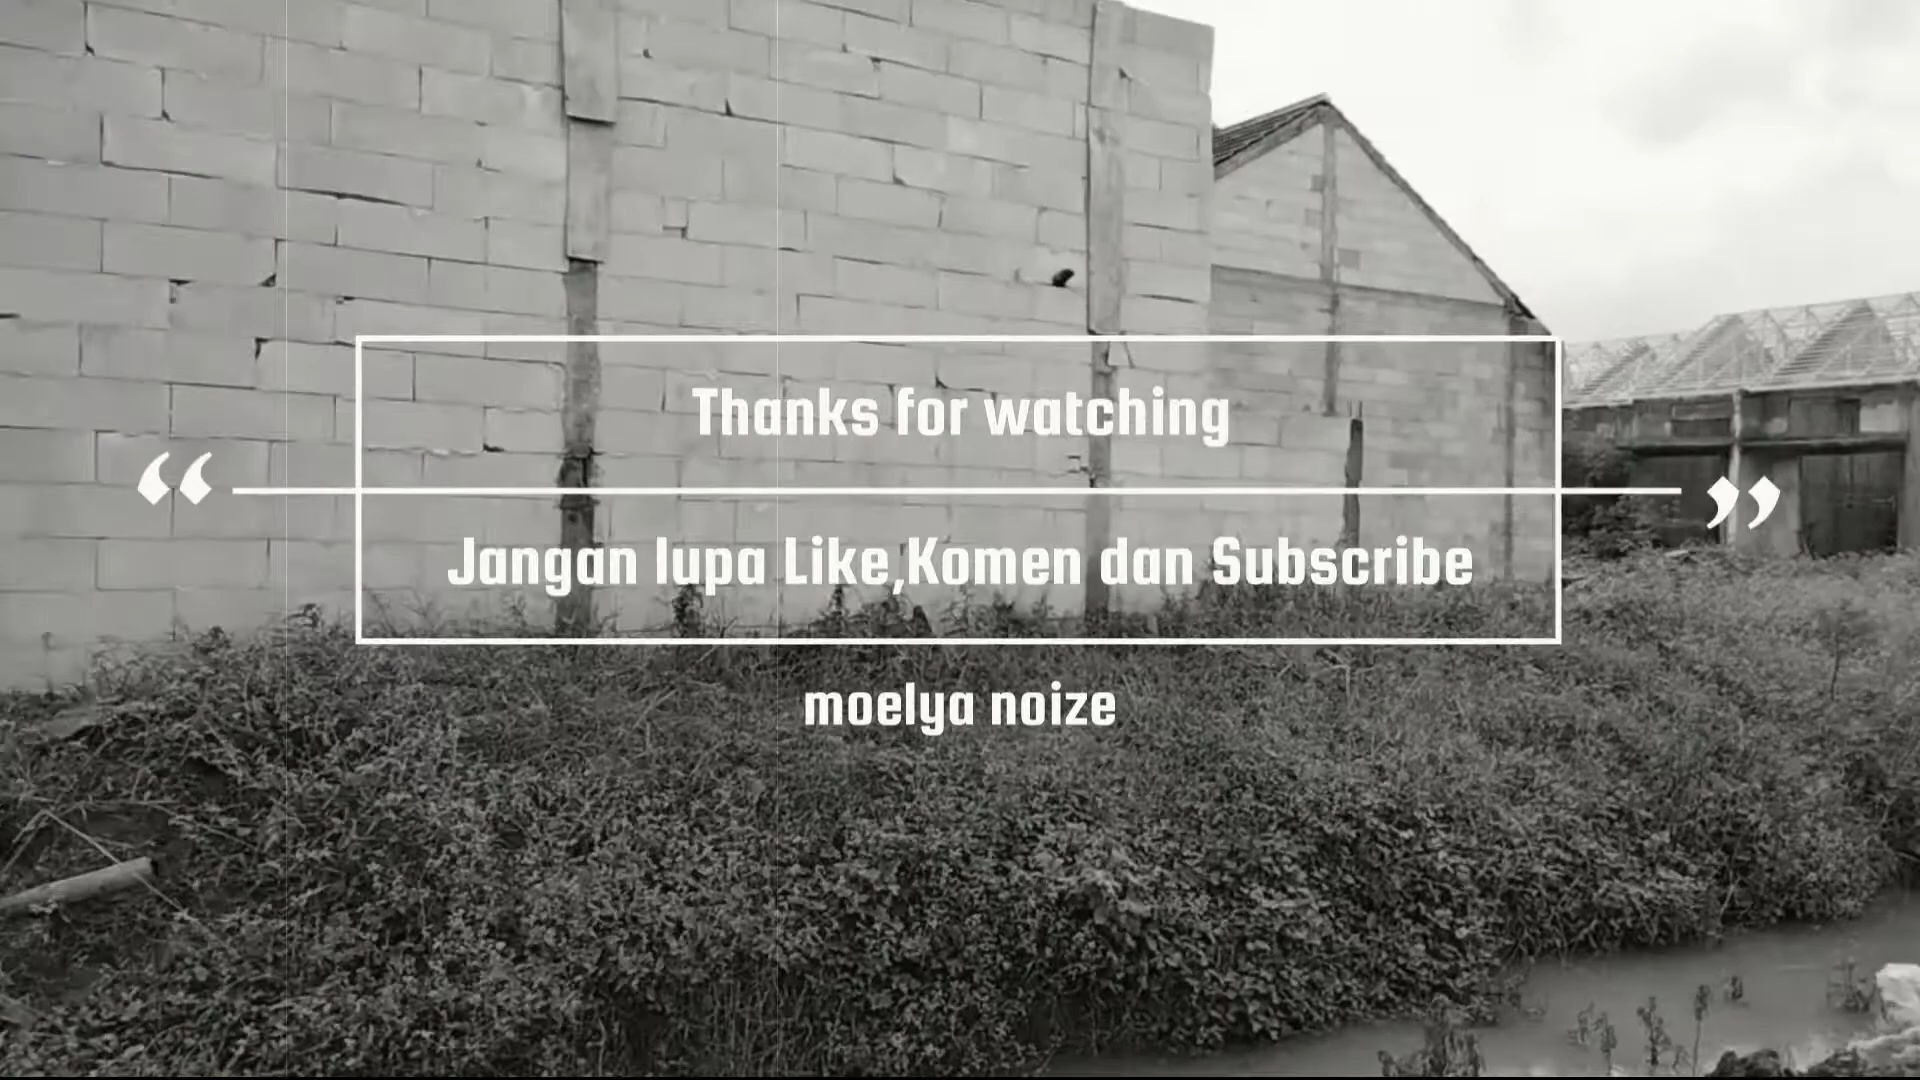 Thanks for watching
“ ”
Jangan lupa Like,Komen dan Subscribe
moelya noize